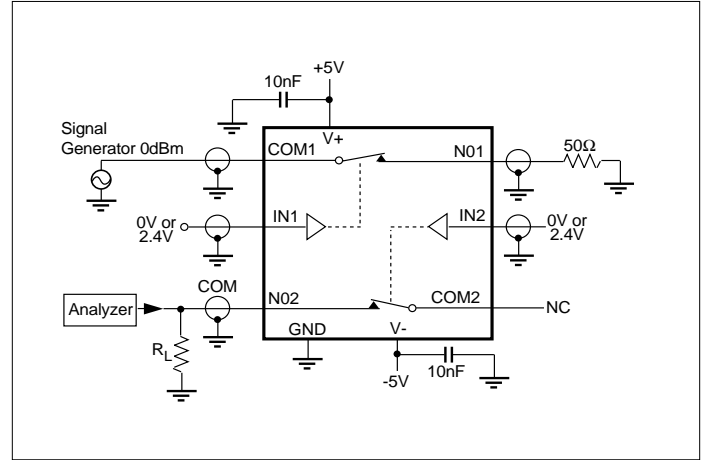 +5V
10nF
V+
Signal
Generator 0dBm
COM1
N01
50Ω
0V or
2.4V
IN1
IN2
0V or
2.4V
COM
N02
COM2
NC
Analyzer
RL
GND
V-
-5V
10nF